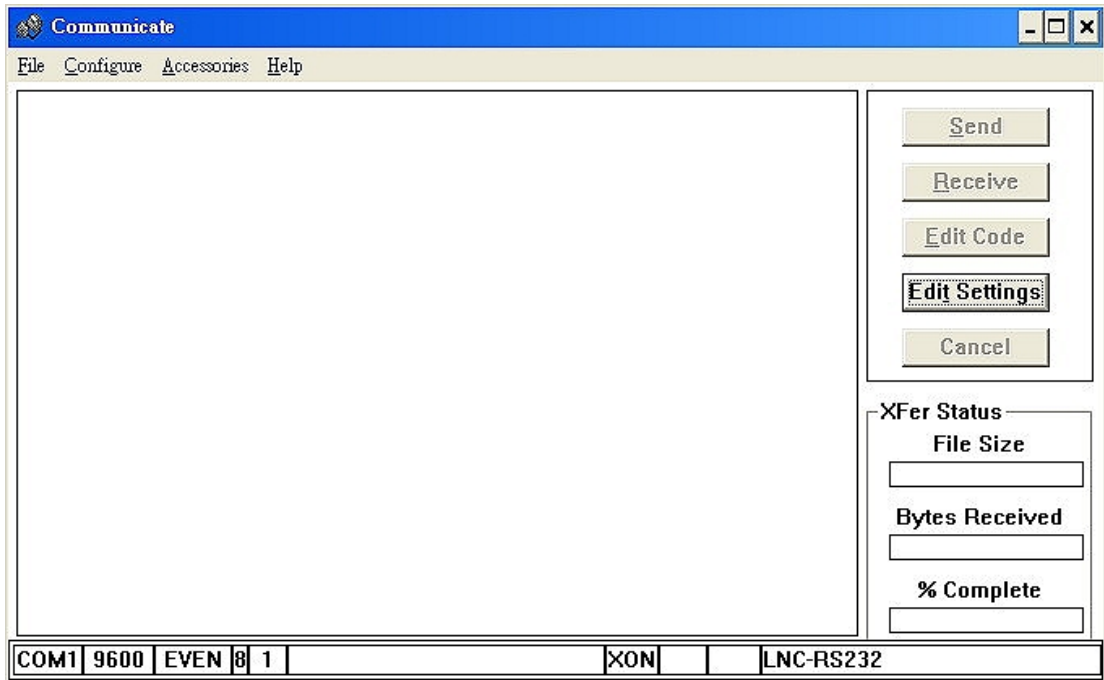 Communicate
File Configure Accessories Help
Send
Receive
Edit Code
Edit Settings
Cancel
XFer Status
File Size
Bytes Received
% Complete
COM1 9600 EVEN 8 1 XON LNC-RS232